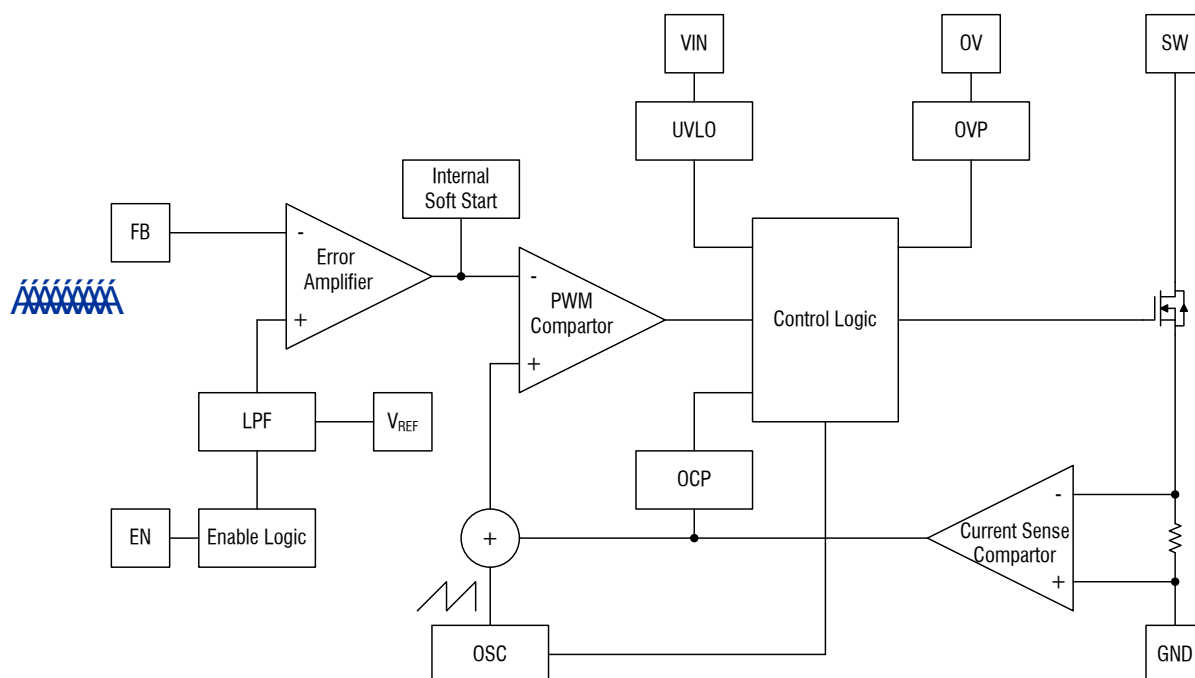 VIN
OV
SW
UVLO
OVP
Internal
Soft Start
FB
-
Error
Amplifier
+
-
PWM
Compartor
+
Control Logic
LPF
VREF
OCP
EN
Enable Logic
+
-
Current Sense
Compartor
+
OSC
GND